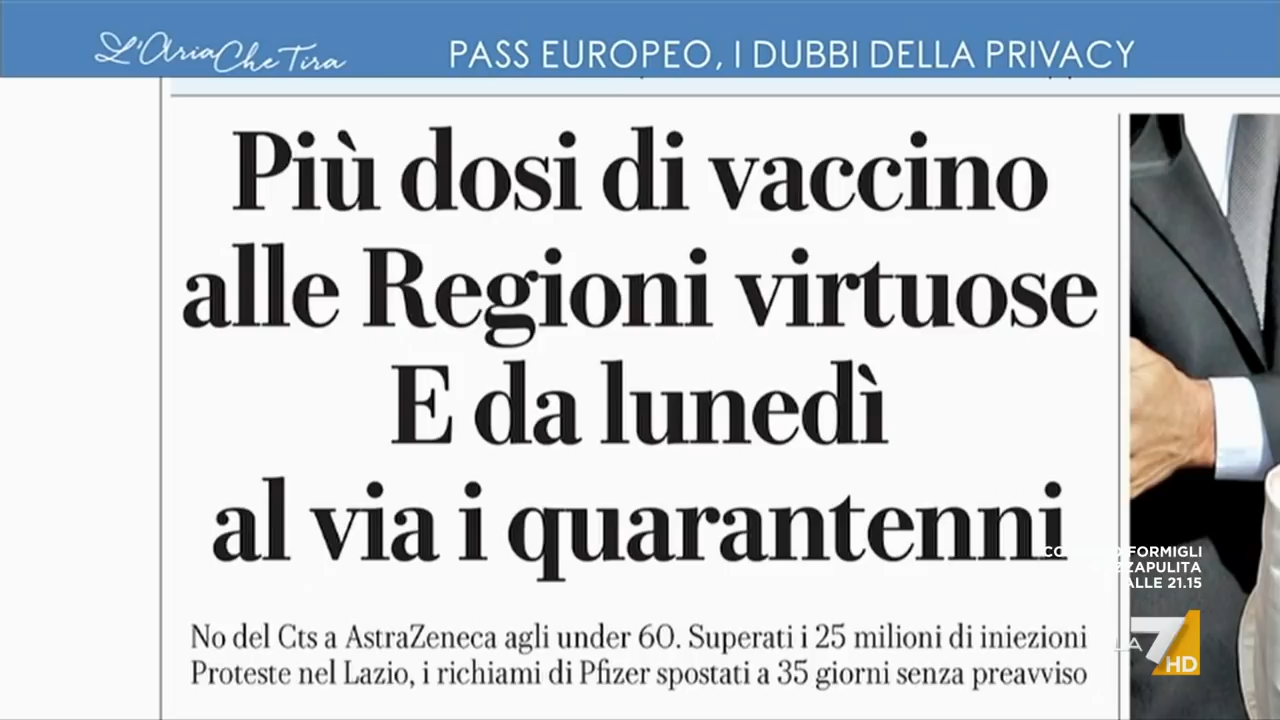 L'Aria Che Tira
PASS EUROPEO, I DUBBI DELLA PRIVACY
Più dosi di vaccino
alle Regioni virtuose
E da lunedì
al via i quarantenni
No del Cts a AstraZeneca agli under 60. Superati i 25 milioni di iniezioni
Proteste nel Lazio, i richiami di Pfizer spostati a 35 giorni senza preavviso
FORMIGLI
ALLE 21.15
LA 7 HD